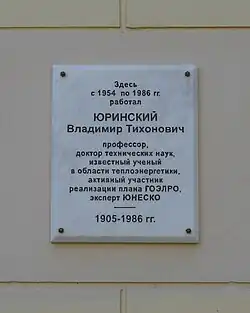 Здесь
с 1954 по 1986 гг.
работал
ЮРИНСКИЙ
Владимир Тихонович
профессор,
доктор технических наук,
известный ученый
в области теплоэнергетики,
активный участник
реализации плана ГОЭЛРО,
эксперт ЮНЕСКО
1905-1986 гг.